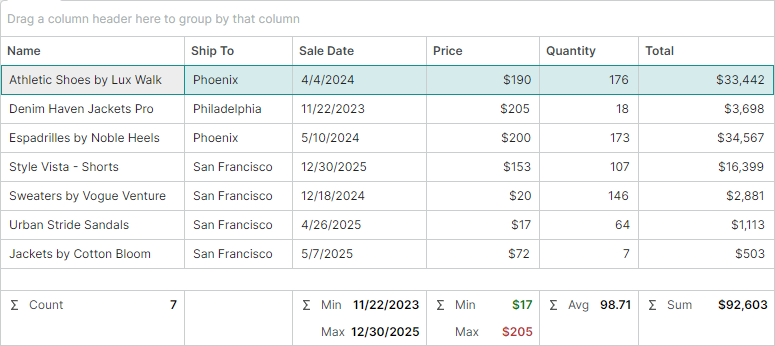 Drag a column header here to group by that column
Name Ship To Sale Date Price Quantity Total
Athletic Shoes by Lux Walk Phoenix 4/4/2024 $190 176 $33,442
Denim Haven Jackets Pro Philadelphia 11/22/2023 $205 18 $3,698
Espadrilles by Noble Heels Phoenix 5/10/2024 $200 173 $34,567
Style Vista - Shorts San Francisco 12/30/2025 $153 107 $16,399
Sweaters by Vogue Venture San Francisco 12/18/2024 $20 146 $2,881
Urban Stride Sandals San Francisco 4/26/2025 $17 64 $1,113
Jackets by Cotton Bloom San Francisco 5/7/2025 $72 7 $503
Σ Count 7 Σ Min 11/22/2023 Σ Min $17 Σ Avg 98.71 Σ Sum $92,603
Max 12/30/2025 Max $205